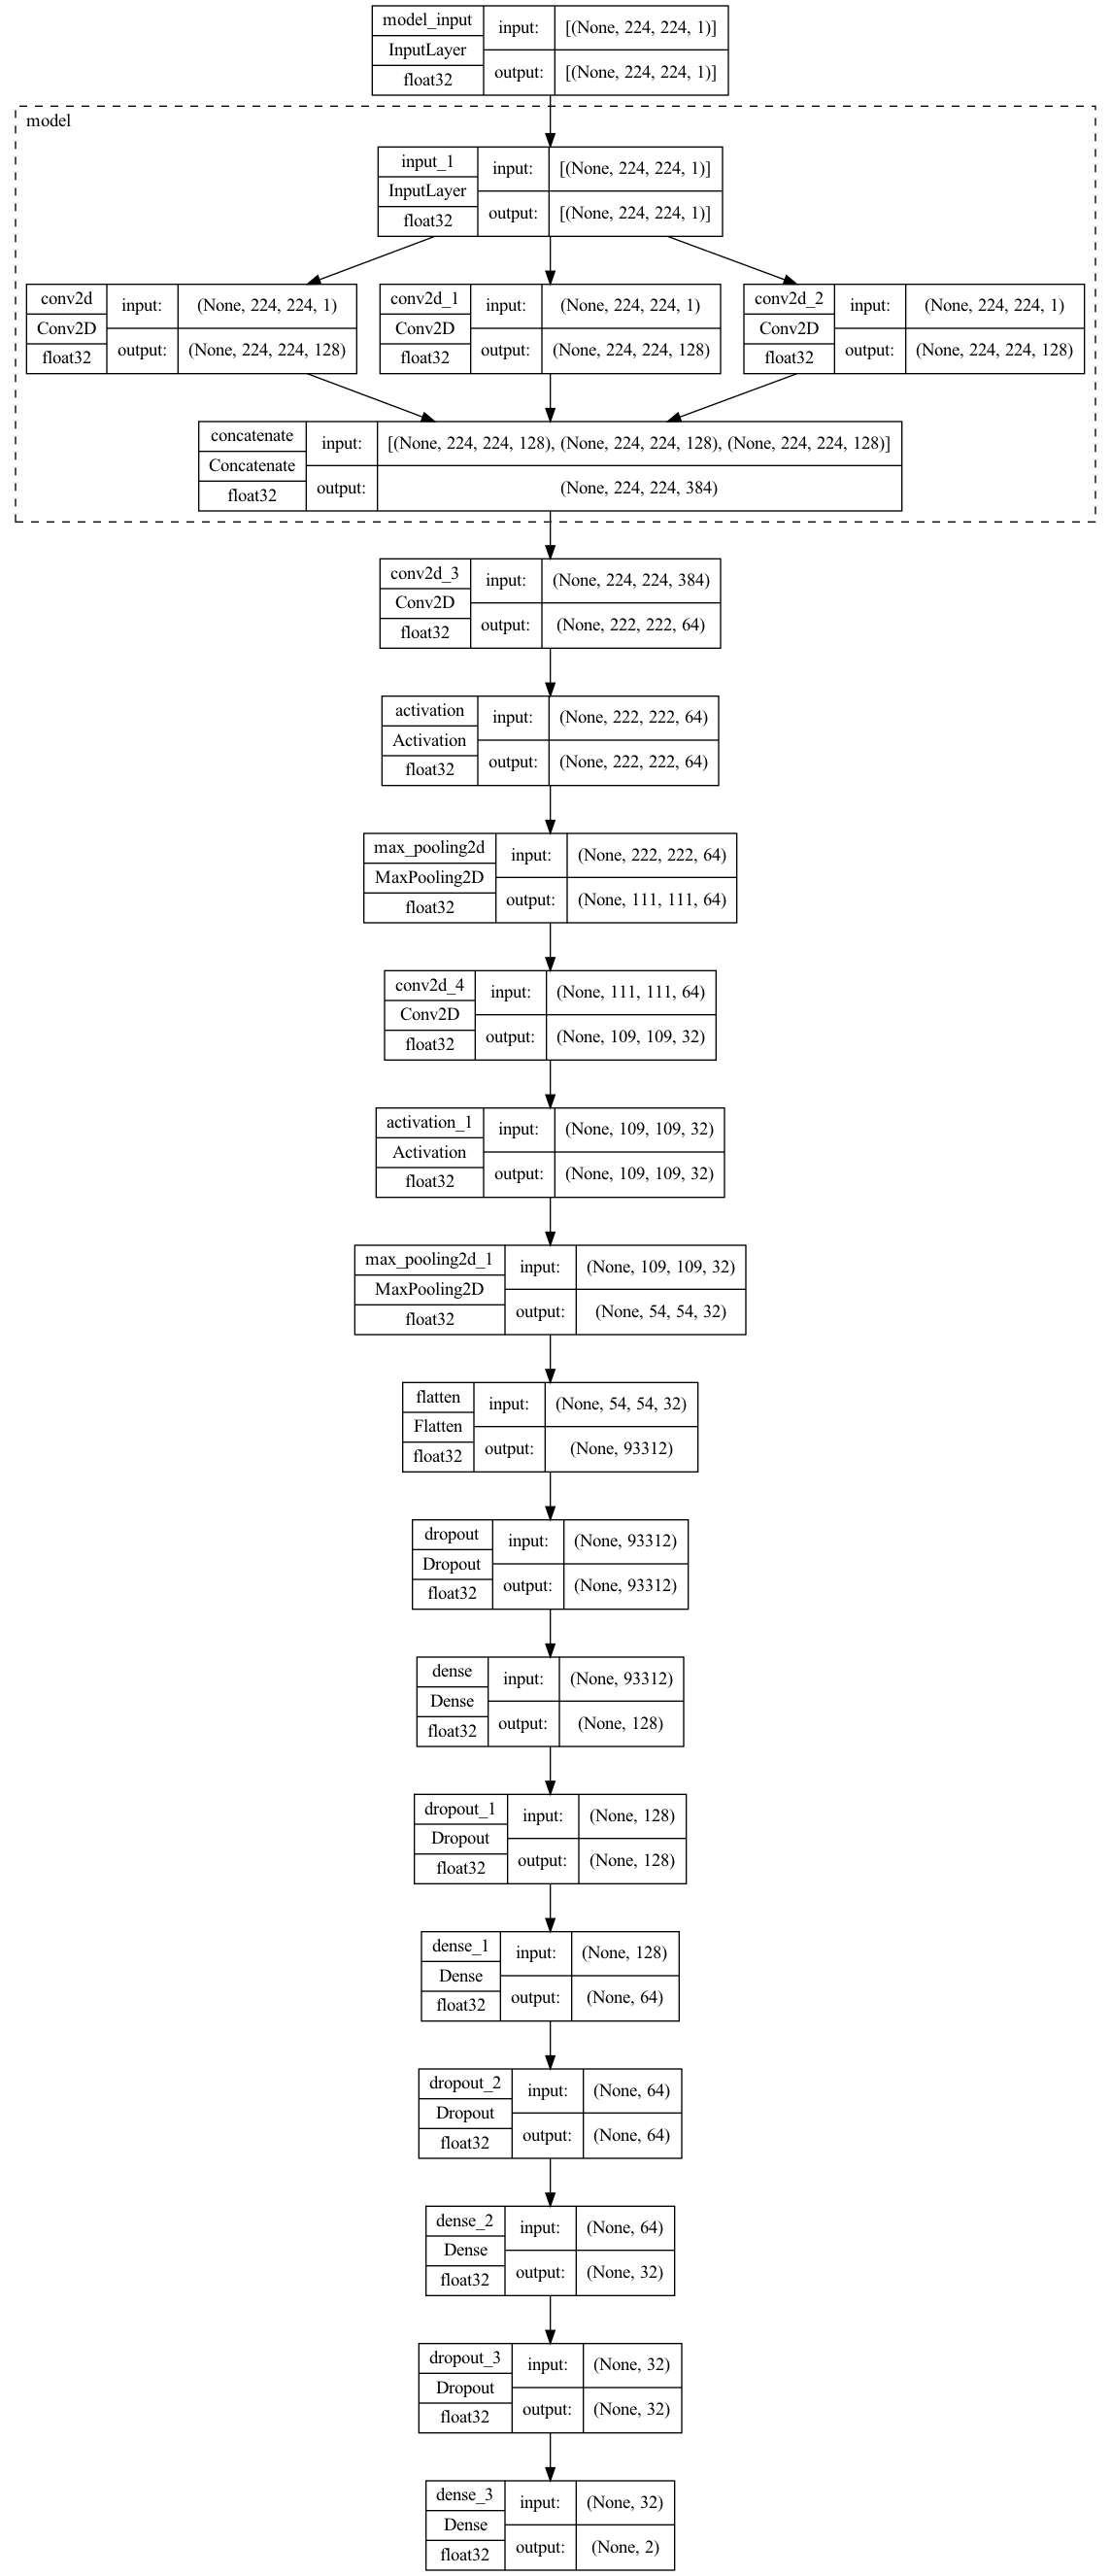 model_input
InputLayer
float32
input:
[(None, 224, 224, 1)]
output:
[(None, 224, 224, 1)]
model
input_1
InputLayer
float32
input:
[(None, 224, 224, 1)]
output:
[(None, 224, 224, 1)]
conv2d
Conv2D
float32
input:
(None, 224, 224, 1)
output:
(None, 224, 224, 128)
conv2d_1
Conv2D
float32
input:
(None, 224, 224, 1)
output:
(None, 224, 224, 128)
conv2d_2
Conv2D
float32
input:
(None, 224, 224, 1)
output:
(None, 224, 224, 128)
concatenate
Concatenate
float32
input:
[(None, 224, 224, 128), (None, 224, 224, 128), (None, 224, 224, 128)]
output:
(None, 224, 224, 384)
conv2d_3
Conv2D
float32
input:
(None, 224, 224, 384)
output:
(None, 222, 222, 64)
activation
Activation
float32
input:
(None, 222, 222, 64)
output:
(None, 222, 222, 64)
max_pooling2d
MaxPooling2D
float32
input:
(None, 222, 222, 64)
output:
(None, 111, 111, 64)
conv2d_4
Conv2D
float32
input:
(None, 111, 111, 64)
output:
(None, 109, 109, 32)
activation_1
Activation
float32
input:
(None, 109, 109, 32)
output:
(None, 109, 109, 32)
max_pooling2d_1
MaxPooling2D
float32
input:
(None, 109, 109, 32)
output:
(None, 54, 54, 32)
flatten
Flatten
float32
input:
(None, 54, 54, 32)
output:
(None, 93312)
dropout
Dropout
float32
input:
(None, 93312)
output:
(None, 93312)
dense
Dense
float32
input:
(None, 93312)
output:
(None, 128)
dropout_1
Dropout
float32
input:
(None, 128)
output:
(None, 128)
dense_1
Dense
float32
input:
(None, 128)
output:
(None, 64)
dropout_2
Dropout
float32
input:
(None, 64)
output:
(None, 64)
dense_2
Dense
float32
input:
(None, 64)
output:
(None, 32)
dropout_3
Dropout
float32
input:
(None, 32)
output:
(None, 32)
dense_3
Dense
float32
input:
(None, 32)
output:
(None, 2)